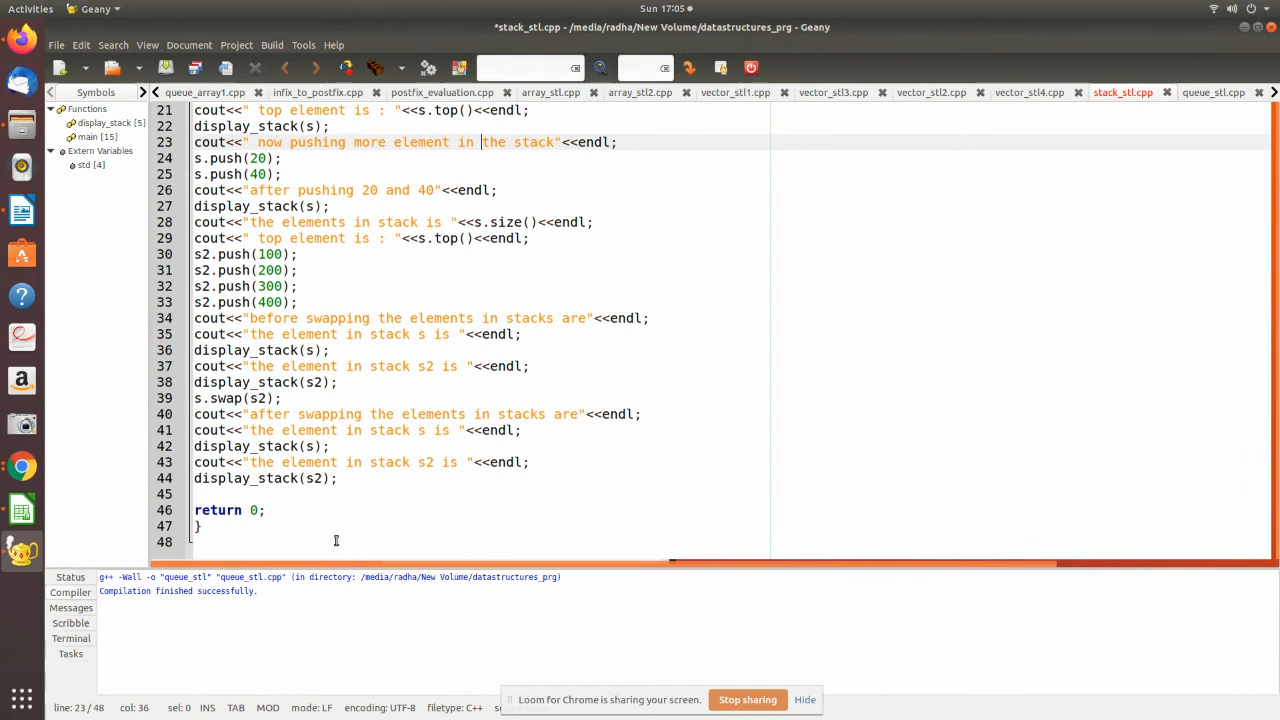 Activities
Geany
Sun 17:05
*stack_stl.cpp - /media/radha/New Volume/datastructures_prg - Geany
File Edit Search View Document Project Build Tools Help
Symbols
queue_array1.cpp infix_to_postfix.cpp postfix_evaluation.cpp array_stl.cpp array_stl2.cpp vector_stl1.cpp vector_stl3.cpp vector_stl2.cpp vector_stl4.cpp stack_stl.cpp queue_stl.cpp
Functions
display_stack [5]
main [15]
Extern Variables
std [4]
21 cout<<" top element is : "<<s.top()<<endl;
22 display_stack(s);
23 cout<<" now pushing more element in the stack"<<endl;
24 s.push(20);
25 s.push(40);
26 cout<<"after pushing 20 and 40"<<endl;
27 display_stack(s);
28 cout<<"the elements in stack is "<<s.size()<<endl;
29 cout<<" top element is : "<<s.top()<<endl;
30 s2.push(100);
31 s2.push(200);
32 s2.push(300);
33 s2.push(400);
34 cout<<"before swapping the elements in stacks are"<<endl;
35 cout<<"the element in stack s is "<<endl;
36 display_stack(s);
37 cout<<"the element in stack s2 is "<<endl;
38 display_stack(s2);
39 s.swap(s2);
40 cout<<"after swapping the elements in stacks are"<<endl;
41 cout<<"the element in stack s is "<<endl;
42 display_stack(s);
43 cout<<"the element in stack s2 is "<<endl;
44 display_stack(s2);
45
46 return 0;
47 }
48
Status
Compiler
Messages
Scribble
Terminal
Tasks
g++ -Wall -o "queue_stl" "queue_stl.cpp" (in directory: /media/radha/New Volume/datastructures_prg)
Compilation finished successfully.
Loom for Chrome is sharing your screen. Stop sharing Hide
line: 23 / 48 col: 36 sel: 0 INS TAB MOD mode: LF encoding: UTF-8 filetype: C++